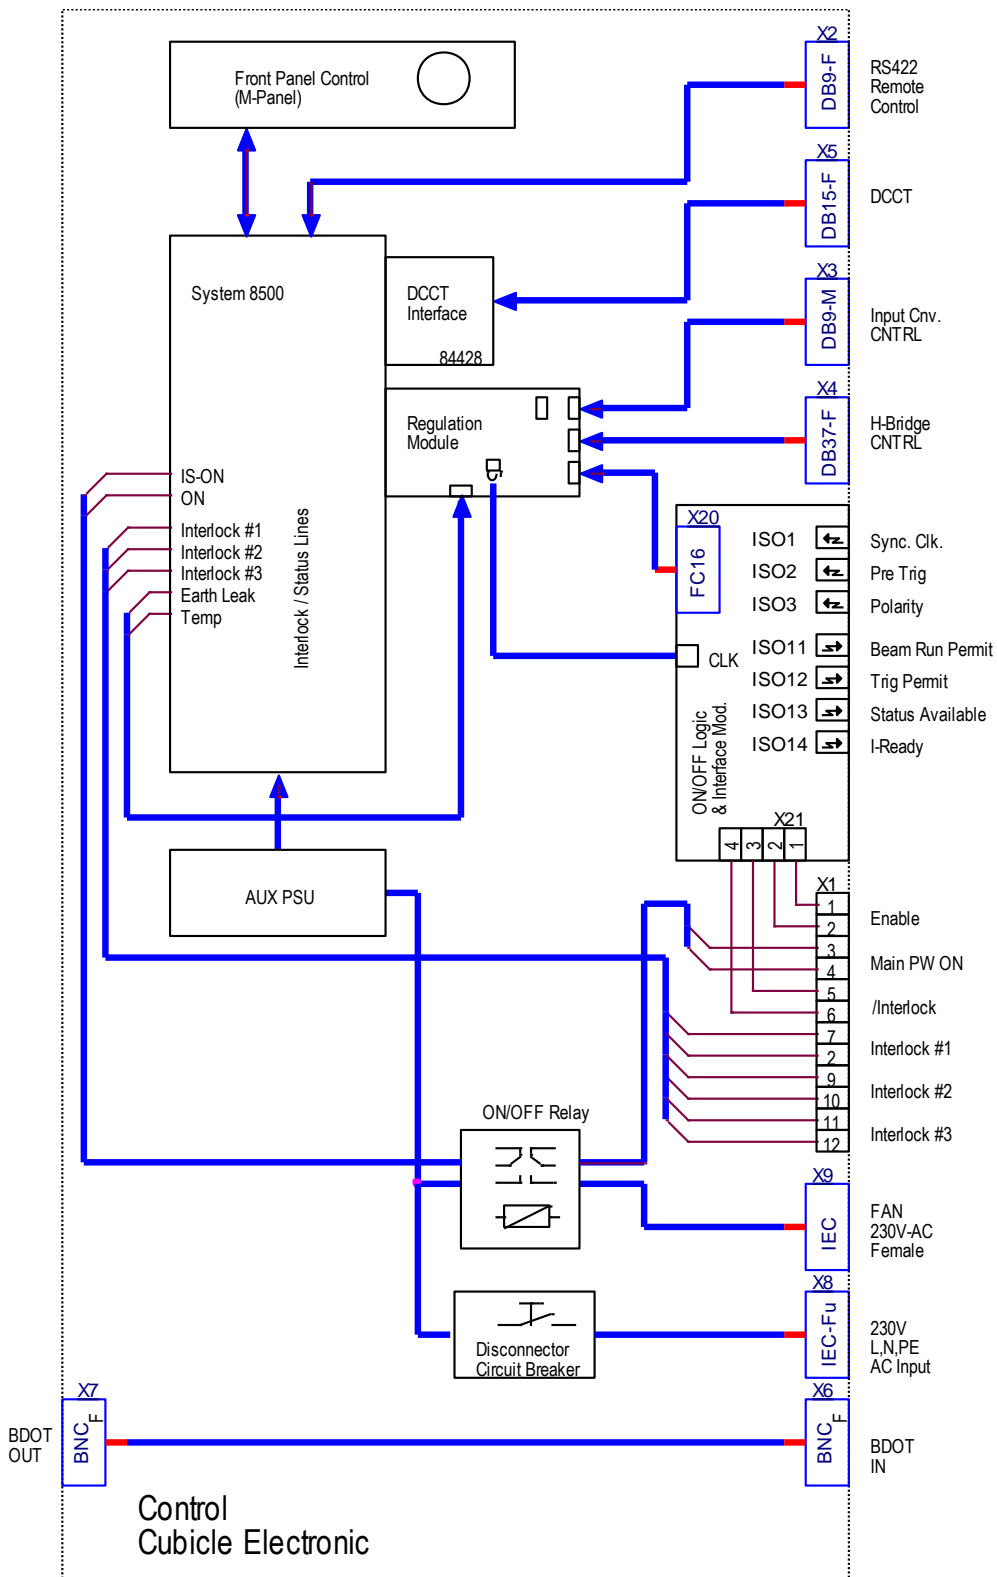 X2
Front Panel Control
(M-Panel)
DB9-F
RS422
Remote
Control
X5
DB15-F
DCCT
System 8500
DCCT
Interface
84428
X3
DB9-M
Input Cnv.
CNTRL
X4
DB37-F
H-Bridge
CNTRL
Regulation
Module
IS-ON
ON
Interlock #1
Interlock #2
Interlock #3
Earth Leak
Temp
Interlock / Status Lines
X20
FC16
ISO1
Sync. Clk.
ISO2
Pre Trig
ISO3
Polarity
ISO11
Beam Run Permit
CLK
ISO12
Trig Permit
ISO13
Status Available
ISO14
I-Ready
ON/OFF Logic
& Interface Mod.
X21
4
3
2
1
AUX PSU
X1
1
2
3
4
5
6
7
2
9
10
11
12
Enable
Main PW ON
/Interlock
Interlock #1
Interlock #2
Interlock #3
ON/OFF Relay
X9
IEC
FAN
230V-AC
Female
X8
IEC-Fu
230V
L,N,PE
AC Input
Disconnector
Circuit Breaker
X7
BNC
F
BDOT
OUT
X6
BNC
F
BDOT
IN
Control
Cubicle Electronic